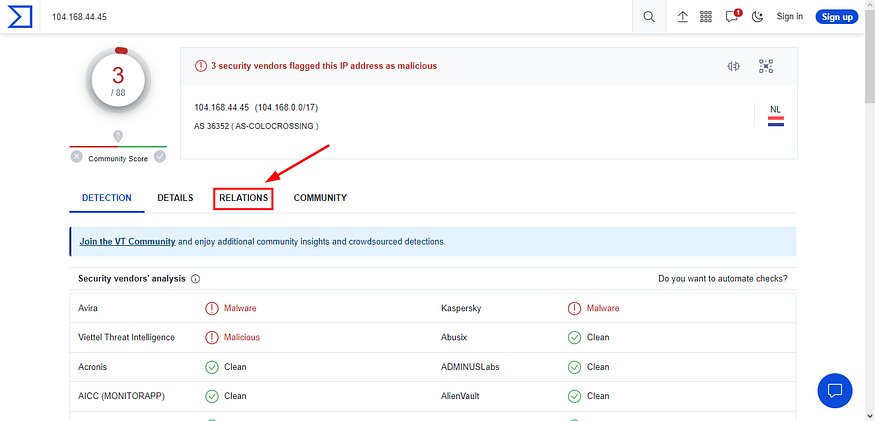 104.168.44.45
1
Sign in
Sign up
3
/ 88
?
Community Score
3 security vendors flagged this IP address as malicious
104.168.44.45 (104.168.0.0/17)
AS 36352 ( AS-COLOCROSSING )
NL
DETECTION DETAILS RELATIONS COMMUNITY
Join the VT Community and enjoy additional community insights and crowdsourced detections.
Security vendors' analysis
Do you want to automate checks?
Avira Malware Kaspersky Malware
Viettel Threat Intelligence Malicious Abusix Clean
Acronis Clean ADMINUSLabs Clean
AICC (MONITORAPP) Clean AlienVault Clean